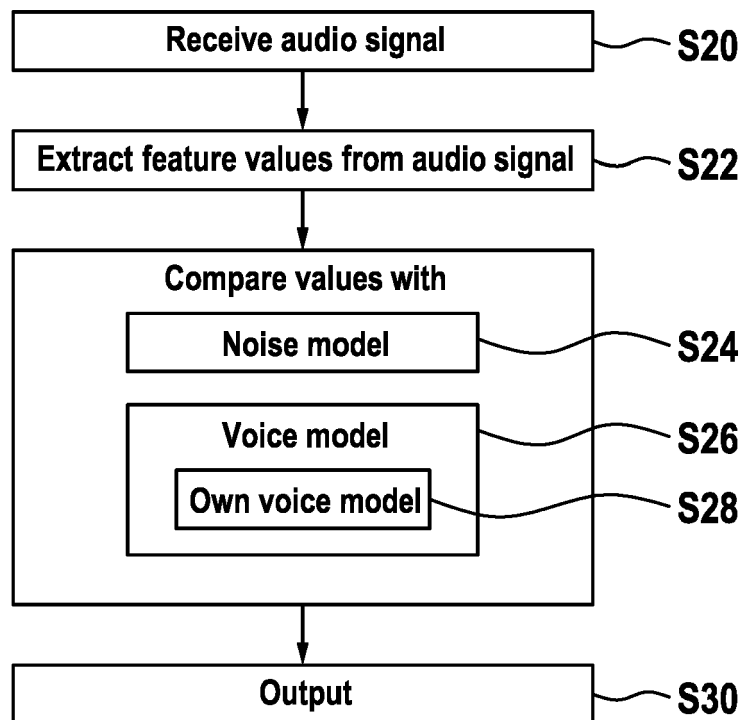 Receive audio signal S20
Extract feature values from audio signal S22
Compare values with
Noise model S24
Voice model S26
Own voice model S28
Output S30